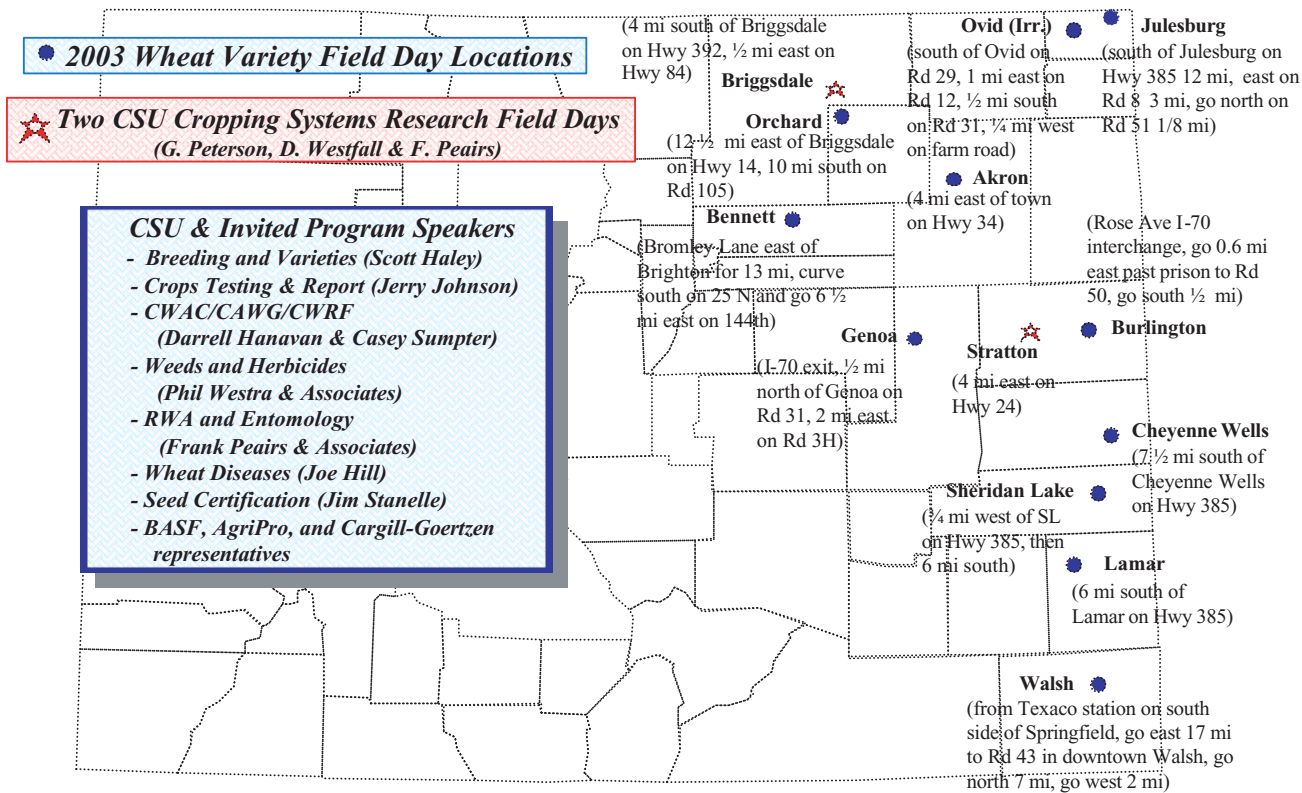 2003 Wheat Variety Field Day Locations
Two CSU Cropping Systems Research Field Days
(G. Peterson, D. Westfall & F. Peairs)
CSU & Invited Program Speakers
- Breeding and Varieties (Scott Haley)
- Crops Testing & Report (Jerry Johnson)
- CWAC/CAWG/CWRF
(Darrell Hanavan & Casey Sumpter)
- Weeds and Herbicides
(Phil Westra & Associates)
- RWA and Entomology
(Frank Peairs & Associates)
- Wheat Diseases (Joe Hill)
- Seed Certification (Jim Stanelle)
- BASF, AgriPro, and Cargill-Goertzen
representatives
(4 mi south of Briggsdale
on Hwy 392, ½ mi east on
Hwy 84)
Briggsdale
Orchard
(12 ½ mi east of Briggsdale
on Hwy 14, 10 mi south on
Rd 105)
Ovid (Irr.)
(south of Ovid on
Rd 29, 1 mi east on
Rd 12, ½ mi south
on Rd 31, ¼ mi west
on farm road)
Julesburg
(south of Julesburg on
Hwy 385 12 mi, east on
Rd 8 3 mi, go north on
Rd 51 1/8 mi)
Akron
(4 mi east of town
on Hwy 34)
Bennett
(Bromley Lane east of
Brighton for 13 mi, curve
south on 25 N and go 6 ½
mi east on 144th)
(Rose Ave I-70
interchange, go 0.6 mi
east past prison to Rd
50, go south ½ mi)
Burlington
Genoa
(I-70 exit, ½ mi
north of Genoa on
Rd 31, 2 mi east
on Rd 3H)
Stratton
(4 mi east on
Hwy 24)
Cheyenne Wells
(7 ½ mi south of
Cheyenne Wells
on Hwy 385)
Sheridan Lake
(¾ mi west of SL
on Hwy 385, then
6 mi south)
Lamar
(6 mi south of
Lamar on Hwy 385)
Walsh
(from Texaco station on south
side of Springfield, go east 17 mi
to Rd 43 in downtown Walsh, go
north 7 mi, go west 2 mi)